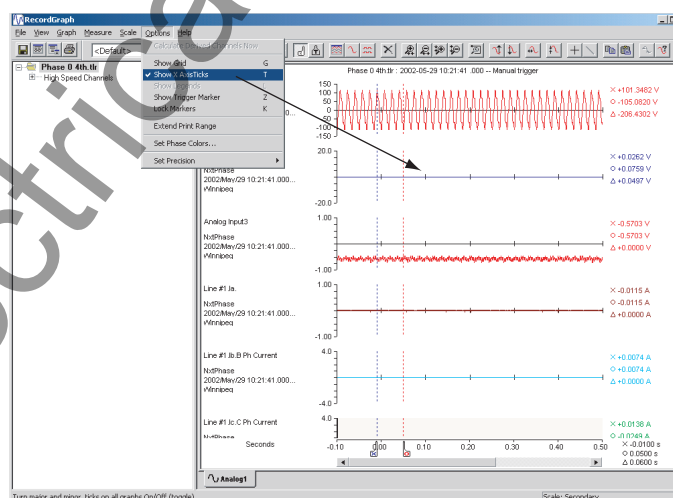 RecordGraph
File View Graph Measure Scale Options Help
<Default>
Calculate Derived Channels Now
Show Grid G
Show X AxisTicks T
Show Legends
Show Trigger Marker 2
Lock Markers K
Extend Print Range
Set Phase Colors...
Set Precision
Phase 0 4th.tlr
High Speed Channels
Phase 0 4th.tlr : 2002-05-29 10:21:41 .000 -- Manual trigger
150
100
50
0
-50
-100
-150
×+101.3482 V
◇-105.0820 V
△-206.4302 V
20.0
-20.0
NxtPhase
2002/May/29 10:21:41.000...
Winnipeg
×+0.0262 V
◇+0.0759 V
△+0.0497 V
Analog Input3
NxtPhase
2002/May/29 10:21:41.000...
Winnipeg
1.00
-1.00
×-0.5703 V
◇-0.5703 V
△+0.0000 V
Line #1 Ia.
NxtPhase
2002/May/29 10:21:41.000...
Winnipeg
1.00
-1.00
×-0.0115 A
◇-0.0115 A
△+0.0000 A
Line #1 Ib.B Ph Current
NxtPhase
2002/May/29 10:21:41.000...
Winnipeg
4.0
-4.0
×+0.0074 A
◇+0.0074 A
△+0.0000 A
Line #1 Ic.C Ph Current
NxtPhase
4.0
×+0.0138 A
◇-0.0249 A
Seconds
-0.10 0.00 0.10 0.20 0.30 0.40 0.50
×-0.0100 s
◇0.0500 s
△0.0600 s
Analog1
Turn major and minor ticks on all graphs On/Off (toggle)
Scale: Secondary